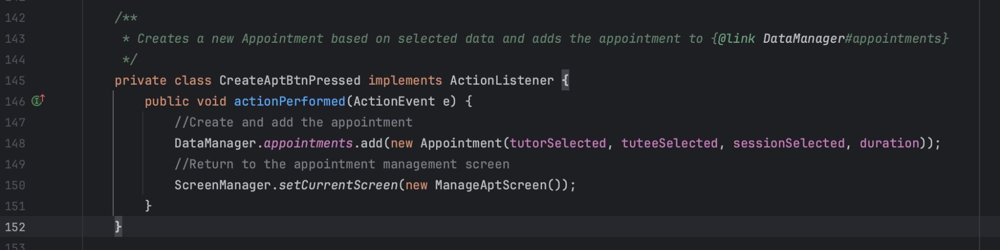 142 /**
143 * Creates a new Appointment based on selected data and adds the appointment to {@link DataManager#appointments}
144 */
145 private class CreateAptBtnPressed implements ActionListener {
146 public void actionPerformed(ActionEvent e) {
147 //Create and add the appointment
148 DataManager.appointments.add(new Appointment(tutorSelected, tuteeSelected, sessionSelected, duration));
149 //Return to the appointment management screen
150 ScreenManager.setCurrentScreen(new ManageAptScreen());
151 }
152 }
153